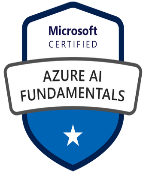 Microsoft
CERTIFIED
AZURE AI
FUNDAMENTALS